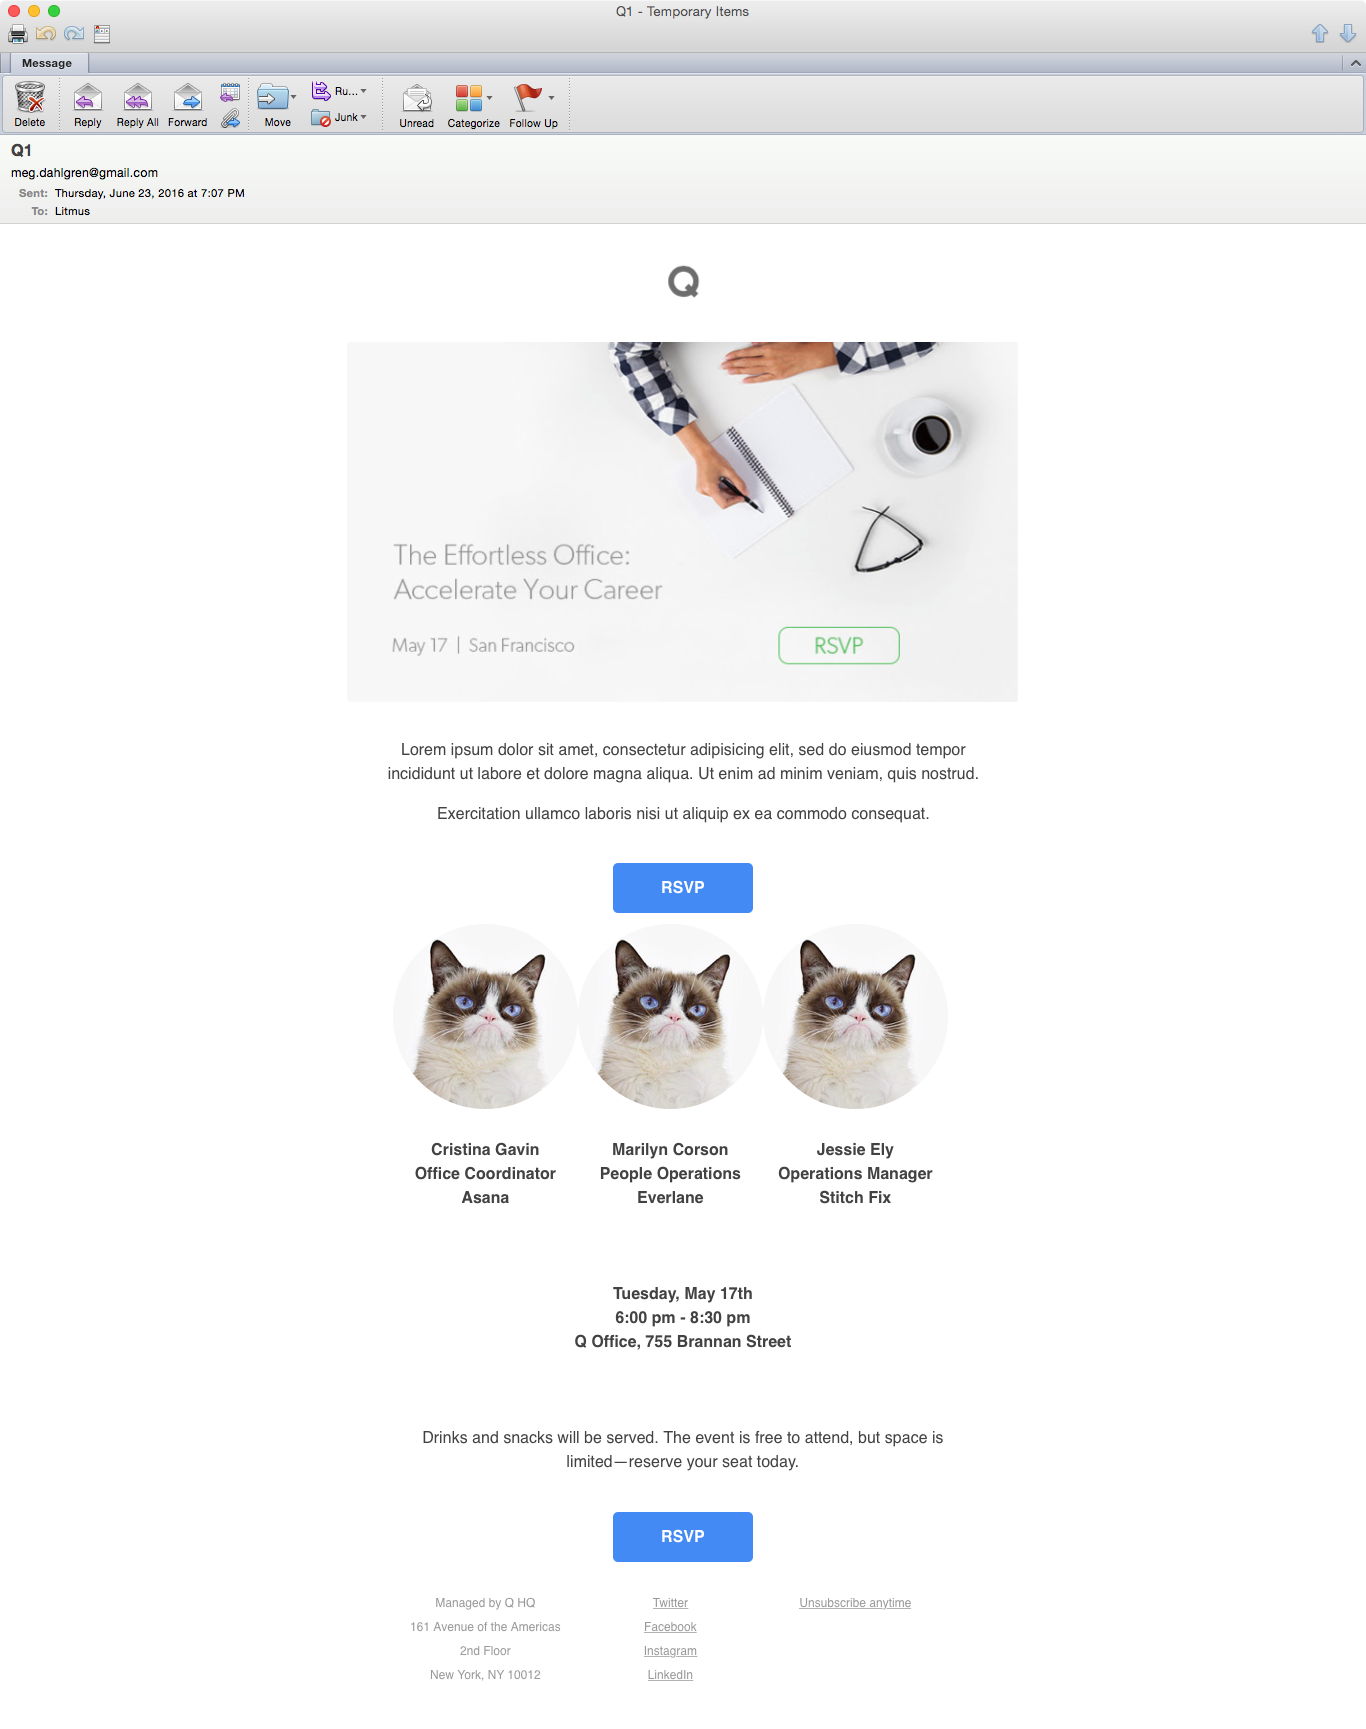 Q1 - Temporary Items
Message
Delete
Reply
Reply All
Forward
Move
Ru...
Junk
Unread
Categorize
Follow Up
Q1
meg.dahlgren@gmail.com
Sent: Thursday, June 23, 2016 at 7:07 PM
To: Litmus
Q
The Effortless Office:
Accelerate Your Career
May 17 | San Francisco
RSVP
Lorem ipsum dolor sit amet, consectetur adipisicing elit, sed do eiusmod tempor
incididunt ut labore et dolore magna aliqua. Ut enim ad minim veniam, quis nostrud.
Exercitation ullamco laboris nisi ut aliquip ex ea commodo consequat.
RSVP
Cristina Gavin
Office Coordinator
Asana
Marilyn Corson
People Operations
Everlane
Jessie Ely
Operations Manager
Stitch Fix
Tuesday, May 17th
6:00 pm - 8:30 pm
Q Office, 755 Brannan Street
Drinks and snacks will be served. The event is free to attend, but space is
limited—reserve your seat today.
RSVP
Managed by Q HQ
161 Avenue of the Americas
2nd Floor
New York, NY 10012
Twitter
Facebook
Instagram
LinkedIn
Unsubscribe anytime